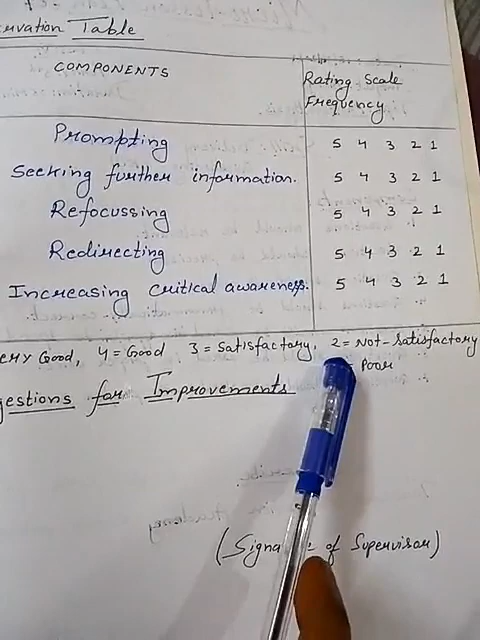 rvation Table
COMPONENTS
Rating Scale
Frequency
Prompting 5 4 3 2 1
Seeking further information. 5 4 3 2 1
Refocussing 5 4 3 2 1
Redirecting 5 4 3 2 1
Increasing critical awareness. 5 4 3 2 1
ery Good, 4 = Good 3 = Satisfactory, 2 = Not-Satisfactory
= Poor
gestions for Improvements
(Signa e of Supervisor)